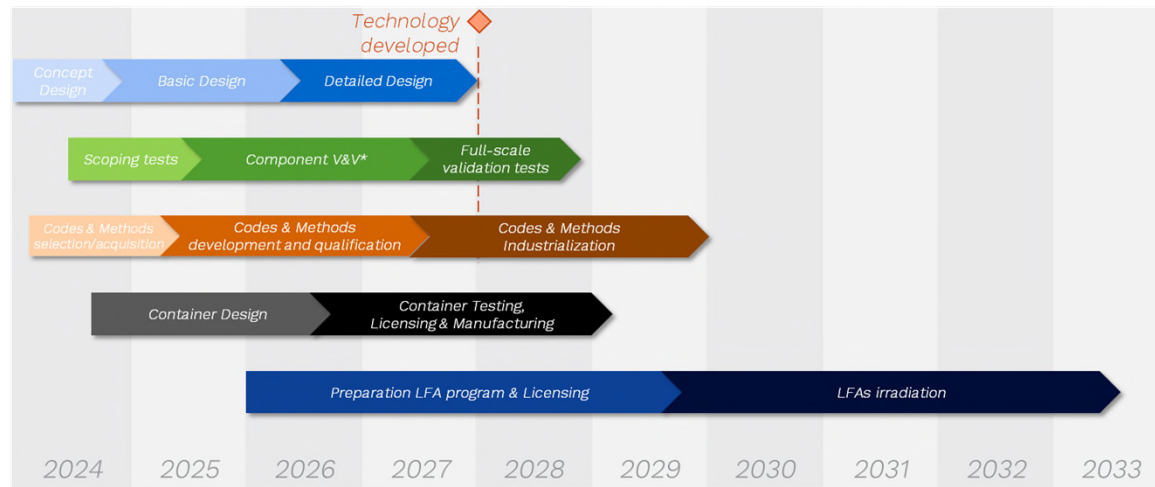 Technology
developed
Concept
Design
Basic Design
Detailed Design
Scoping tests
Component V&V*
Full-scale
validation tests
Codes & Methods
selection/acquisition
Codes & Methods
development and qualification
Codes & Methods
Industrialization
Container Design
Container Testing,
Licensing & Manufacturing
Preparation LFA program & Licensing
LFAs irradiation
2024
2025
2026
2027
2028
2029
2030
2031
2032
2033